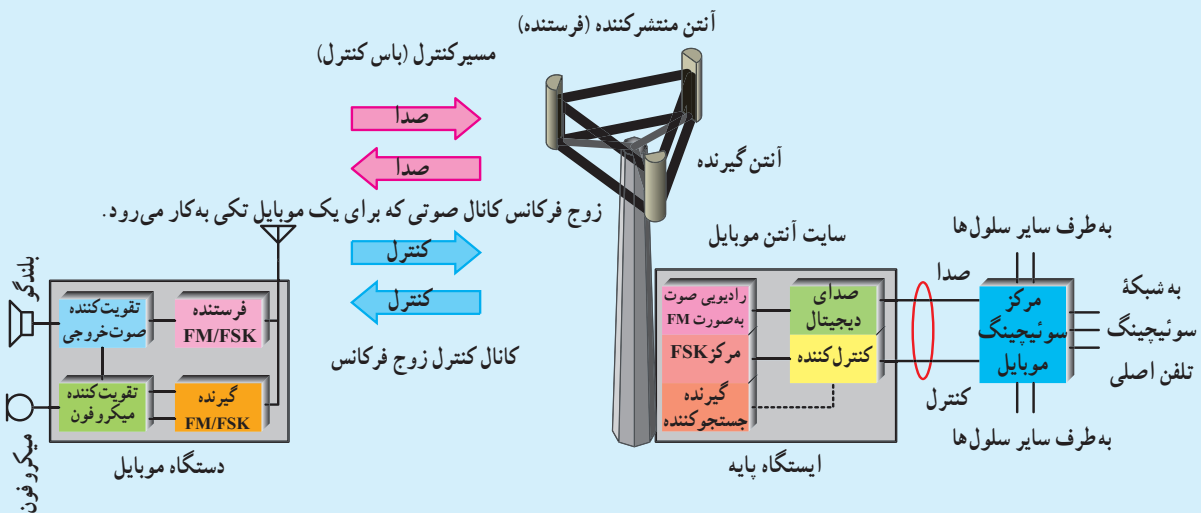 آنتن منتشرکننده (فرستنده)
مسیرکنترل (باس کنترل)
صدا
صدا
آنتن گیرنده
زوج فرکانس کانال صوتی که برای یک موبایل تکی به‌کار می‌رود.
کنترل
کنترل
کانال کنترل زوج فرکانس
سایت آنتن موبایل
به‌طرف سایر سلول‌ها
صدا
رادیویی صوت
به‌صورت FM
صدای
دیجیتال
مرکز FSK
کنترل‌کننده
گیرنده
جستجوکننده
کنترل
ایستگاه پایه
مرکز
سوئیچینگ
موبایل
به شبکهٔ
سوئیچینگ
تلفن اصلی
به‌طرف سایر سلول‌ها
بلندگو
تقویت‌کننده
صوت‌خروجی
فرستنده
FM/FSK
تقویت‌کننده
میکروفون
گیرنده
FM/FSK
میکروفون
دستگاه موبایل